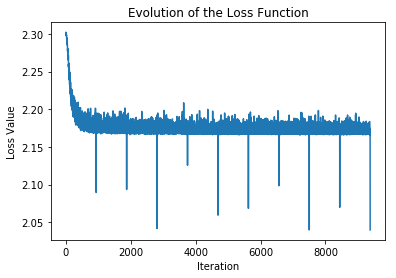 Evolution of the Loss Function
2.30
2.25
2.20
2.15
2.10
2.05
Loss Value
0 2000 4000 6000 8000
Iteration